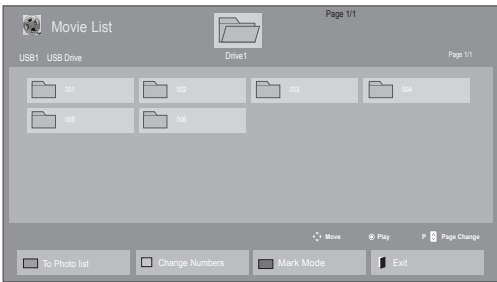 Page 1/1
Movie List
USB1 USB Drive
Drive1
Page 1/1
001 002 003 004
005 006
Move Play P Page Change
To Photo list Change Numbers Mark Mode Exit